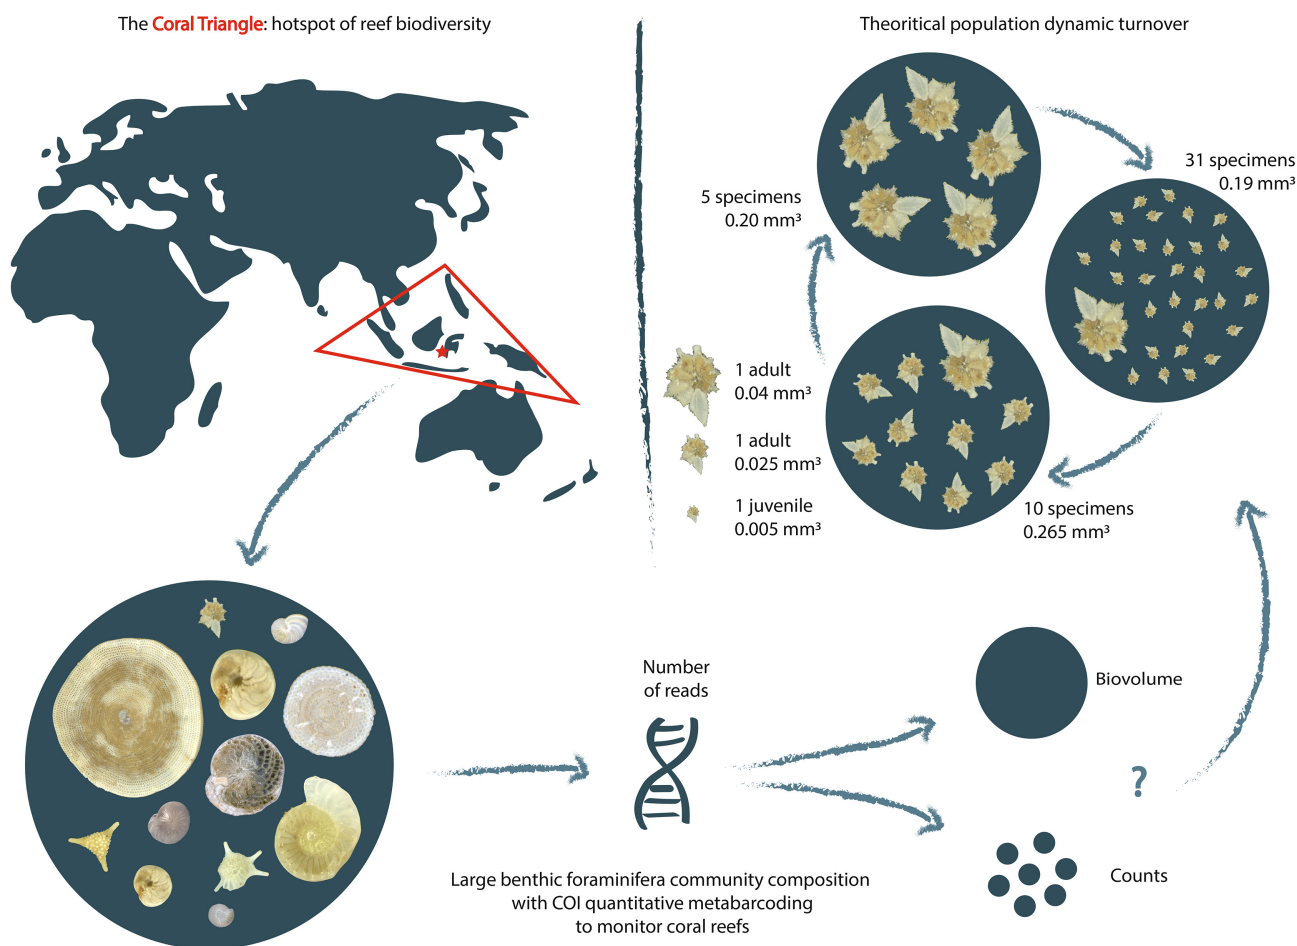 The Coral Triangle: hotspot of reef biodiversity
Theoritical population dynamic turnover
5 specimens
0.20 mm³
31 specimens
0.19 mm³
1 adult
0.04 mm³
1 adult
0.025 mm³
1 juvenile
0.005 mm³
10 specimens
0.265 mm³
Number
of reads
Biovolume
?
Counts
Large benthic foraminifera community composition
with COI quantitative metabarcoding
to monitor coral reefs